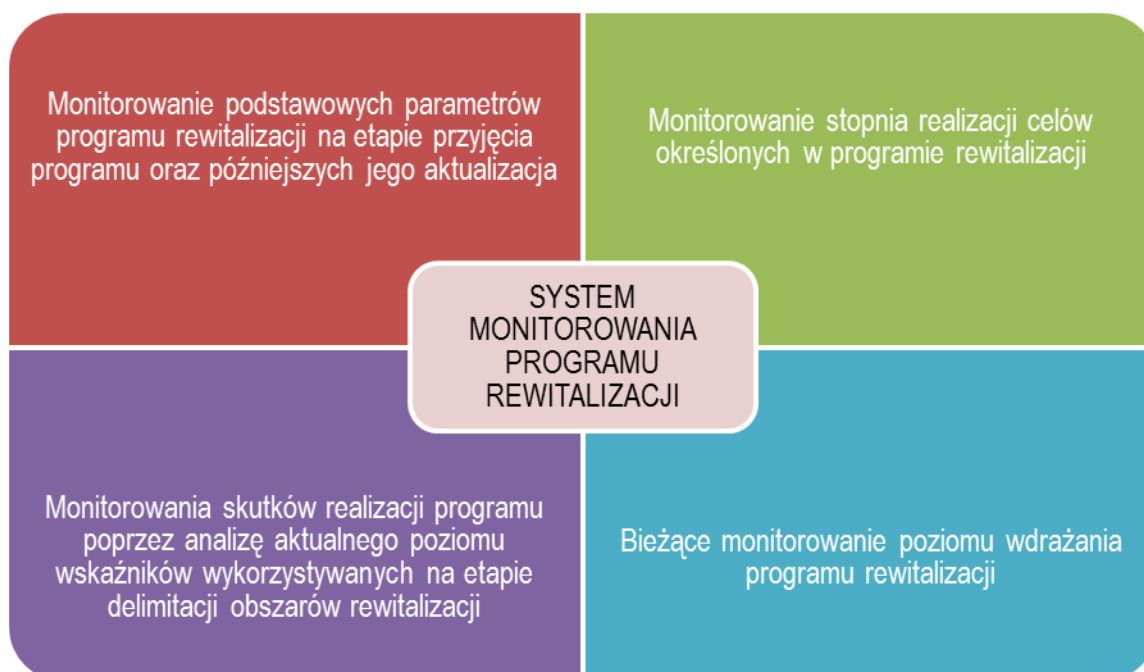 Monitorowanie podstawowych parametrów
programu rewitalizacji na etapie przyjęcia
programu oraz późniejszych jego aktualizacja
Monitorowanie stopnia realizacji celów
określonych w programie rewitalizacji
SYSTEM
MONITOROWANIA
PROGRAMU
REWITALIZACJI
Monitorowania skutków realizacji programu
poprzez analizę aktualnego poziomu
wskaźników wykorzystywanych na etapie
delimitacji obszarów rewitalizacji
Bieżące monitorowanie poziomu wdrażania
programu rewitalizacji